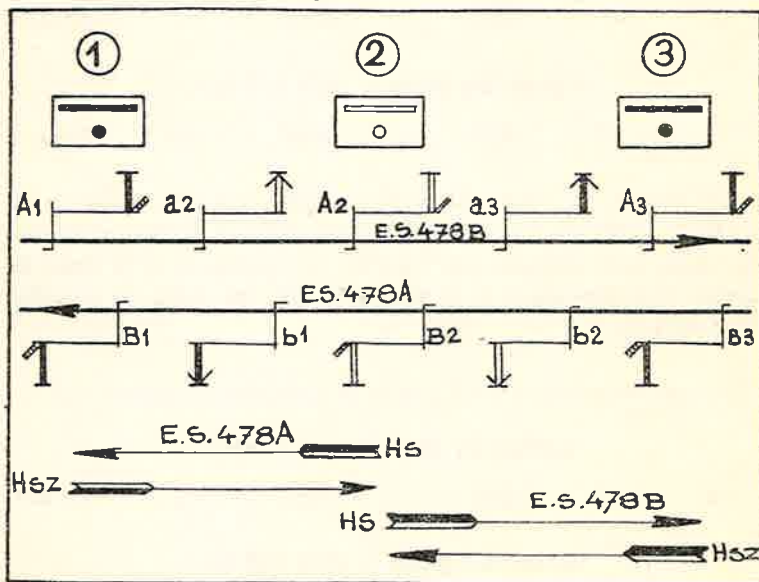 ① ② ③
A1 a2 A2 a3 A3
E.S.478B
E.S.478A
B1 b1 B2 b2 B3
E.S.478A HS
HSZ
HS E.S.478B
HSZ